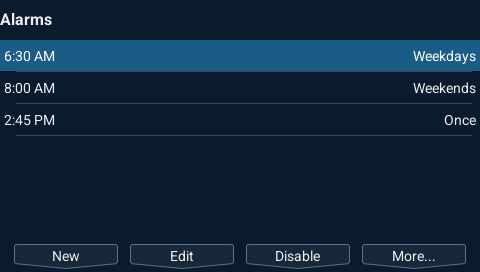 Alarms
6:30 AM Weekdays
8:00 AM Weekends
2:45 PM Once
New Edit Disable More...